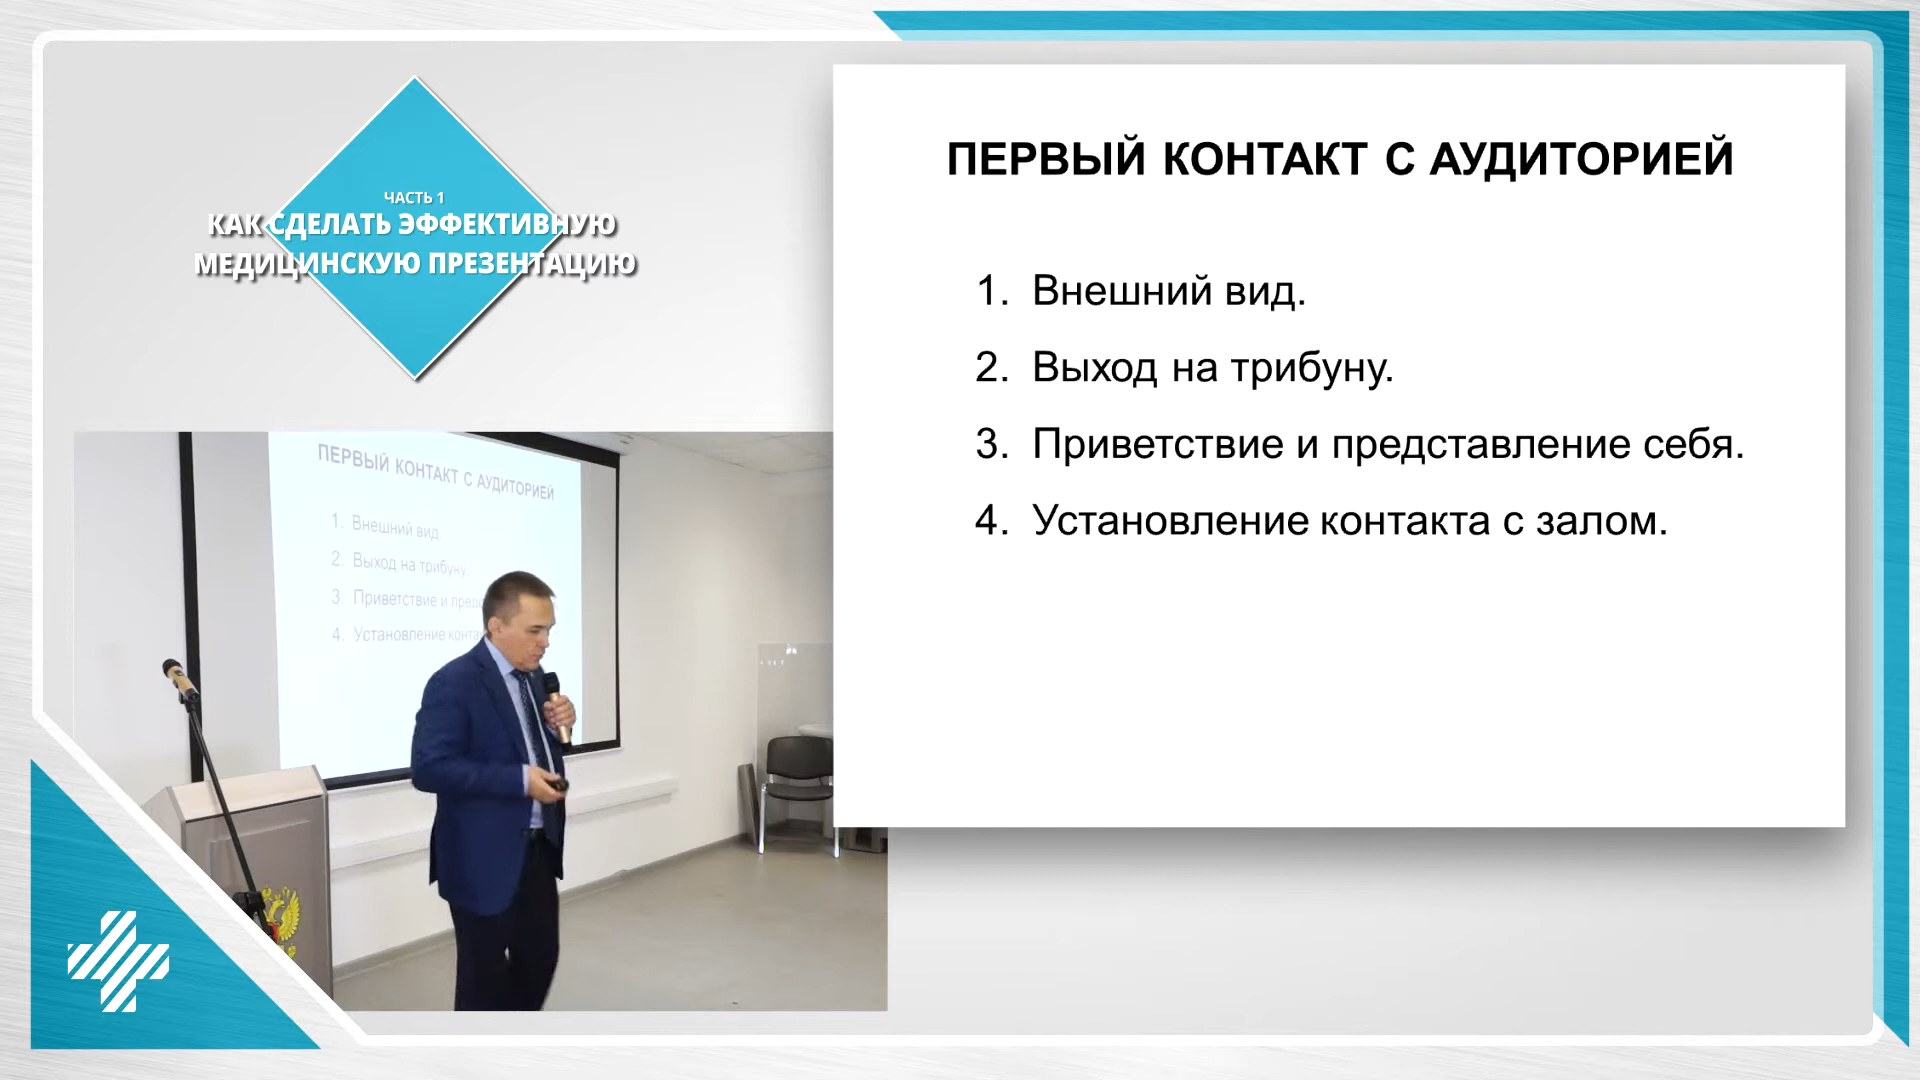 ЧАСТЬ 1
КАК СДЕЛАТЬ ЭФФЕКТИВНУЮ
МЕДИЦИНСКУЮ ПРЕЗЕНТАЦИЮ
ПЕРВЫЙ КОНТАКТ С АУДИТОРИЕЙ
1. Внешний вид.
2. Выход на трибуну.
3. Приветствие и представление себя.
4. Установление контакта с залом.
ПЕРВЫЙ КОНТАКТ С АУДИТОРИЕЙ
1. Внешний вид.
2. Выход на трибуну.
3. Приветствие и
4. Установление